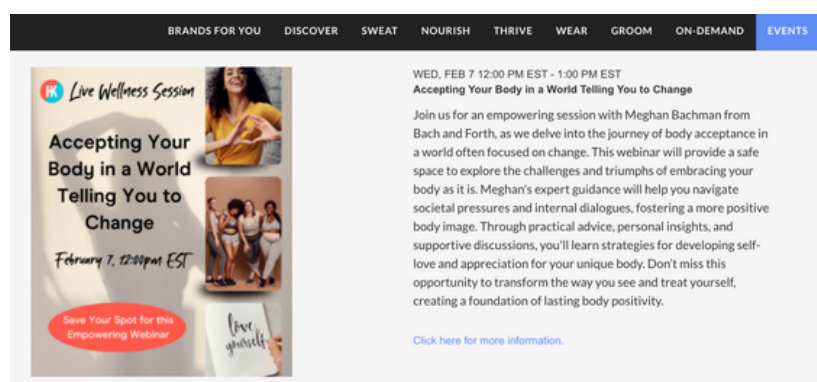 BRANDS FOR YOU DISCOVER SWEAT NOURISH THRIVE WEAR GROOM ON-DEMAND EVENTS
HK Live Wellness Session
Accepting Your
Body in a World
Telling You to
Change
February 7, 12:00pm EST
Save Your Spot for this
Empowering Webinar
love
yourself
WED, FEB 7 12:00 PM EST - 1:00 PM EST
Accepting Your Body in a World Telling You to Change
Join us for an empowering session with Meghan Bachman from
Bach and Forth, as we delve into the journey of body acceptance in
a world often focused on change. This webinar will provide a safe
space to explore the challenges and triumphs of embracing your
body as it is. Meghan's expert guidance will help you navigate
societal pressures and internal dialogues, fostering a more positive
body image. Through practical advice, personal insights, and
supportive discussions, you'll learn strategies for developing self-
love and appreciation for your unique body. Don't miss this
opportunity to transform the way you see and treat yourself,
creating a foundation of lasting body positivity.
Click here for more information.